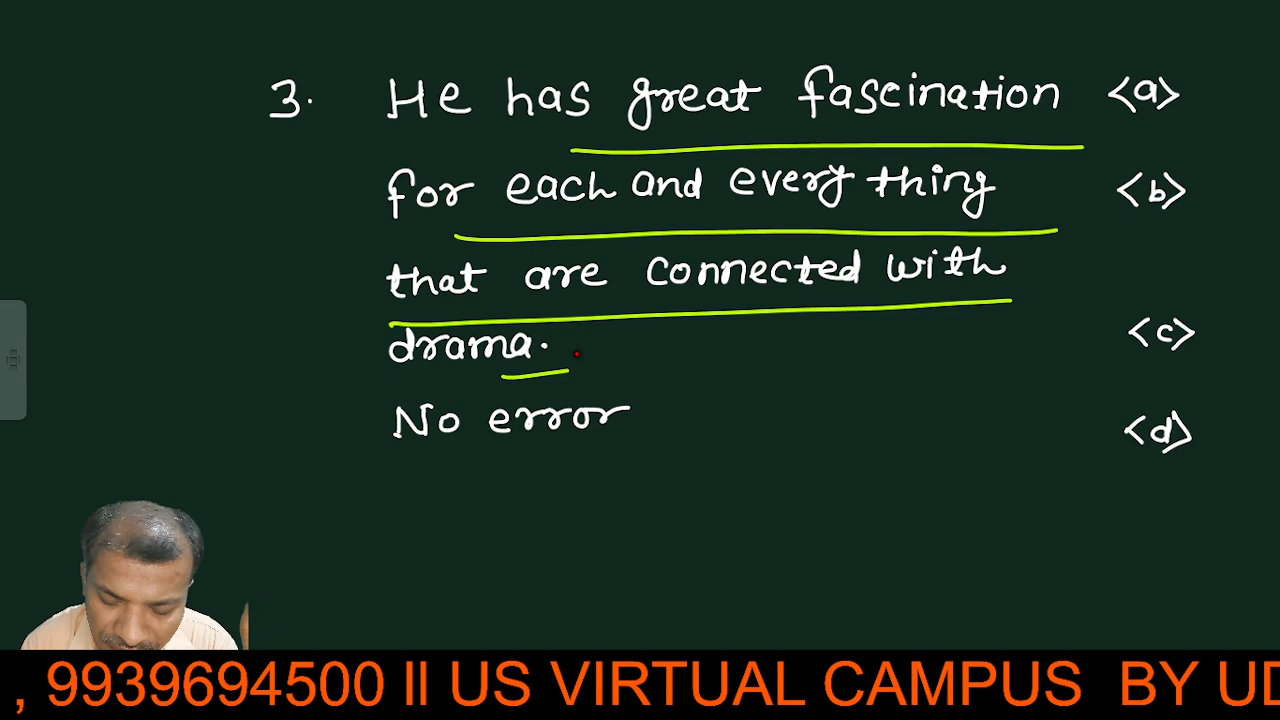 3. He has great fascination <a>
for each and every thing <b>
that are connected with
drama. <c>
No error <d>
, 9939694500 ll US VIRTUAL CAMPUS BY UD